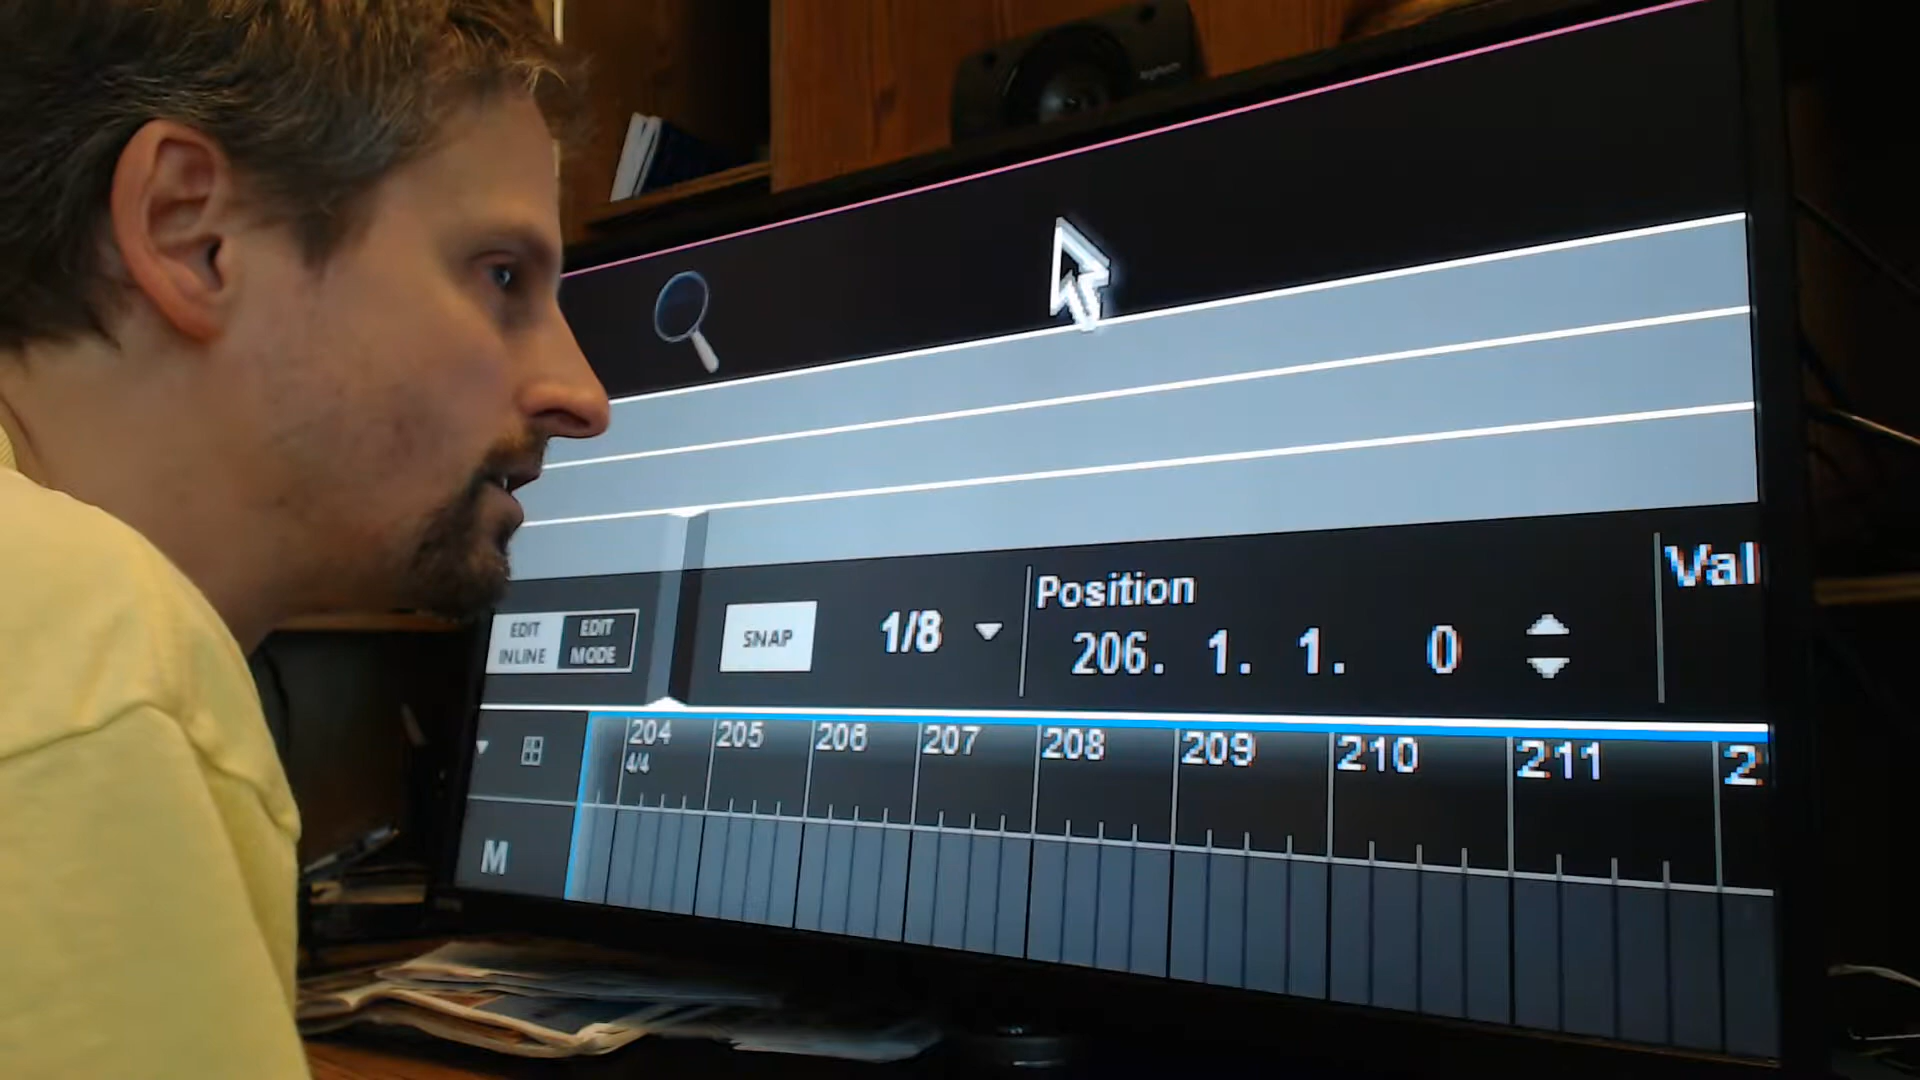 Position
Val
EDIT INLINE
EDIT MODE
SNAP
1/8
206. 1. 1. 0
204 205 206 207 208 209 210 211 2
4/4
M